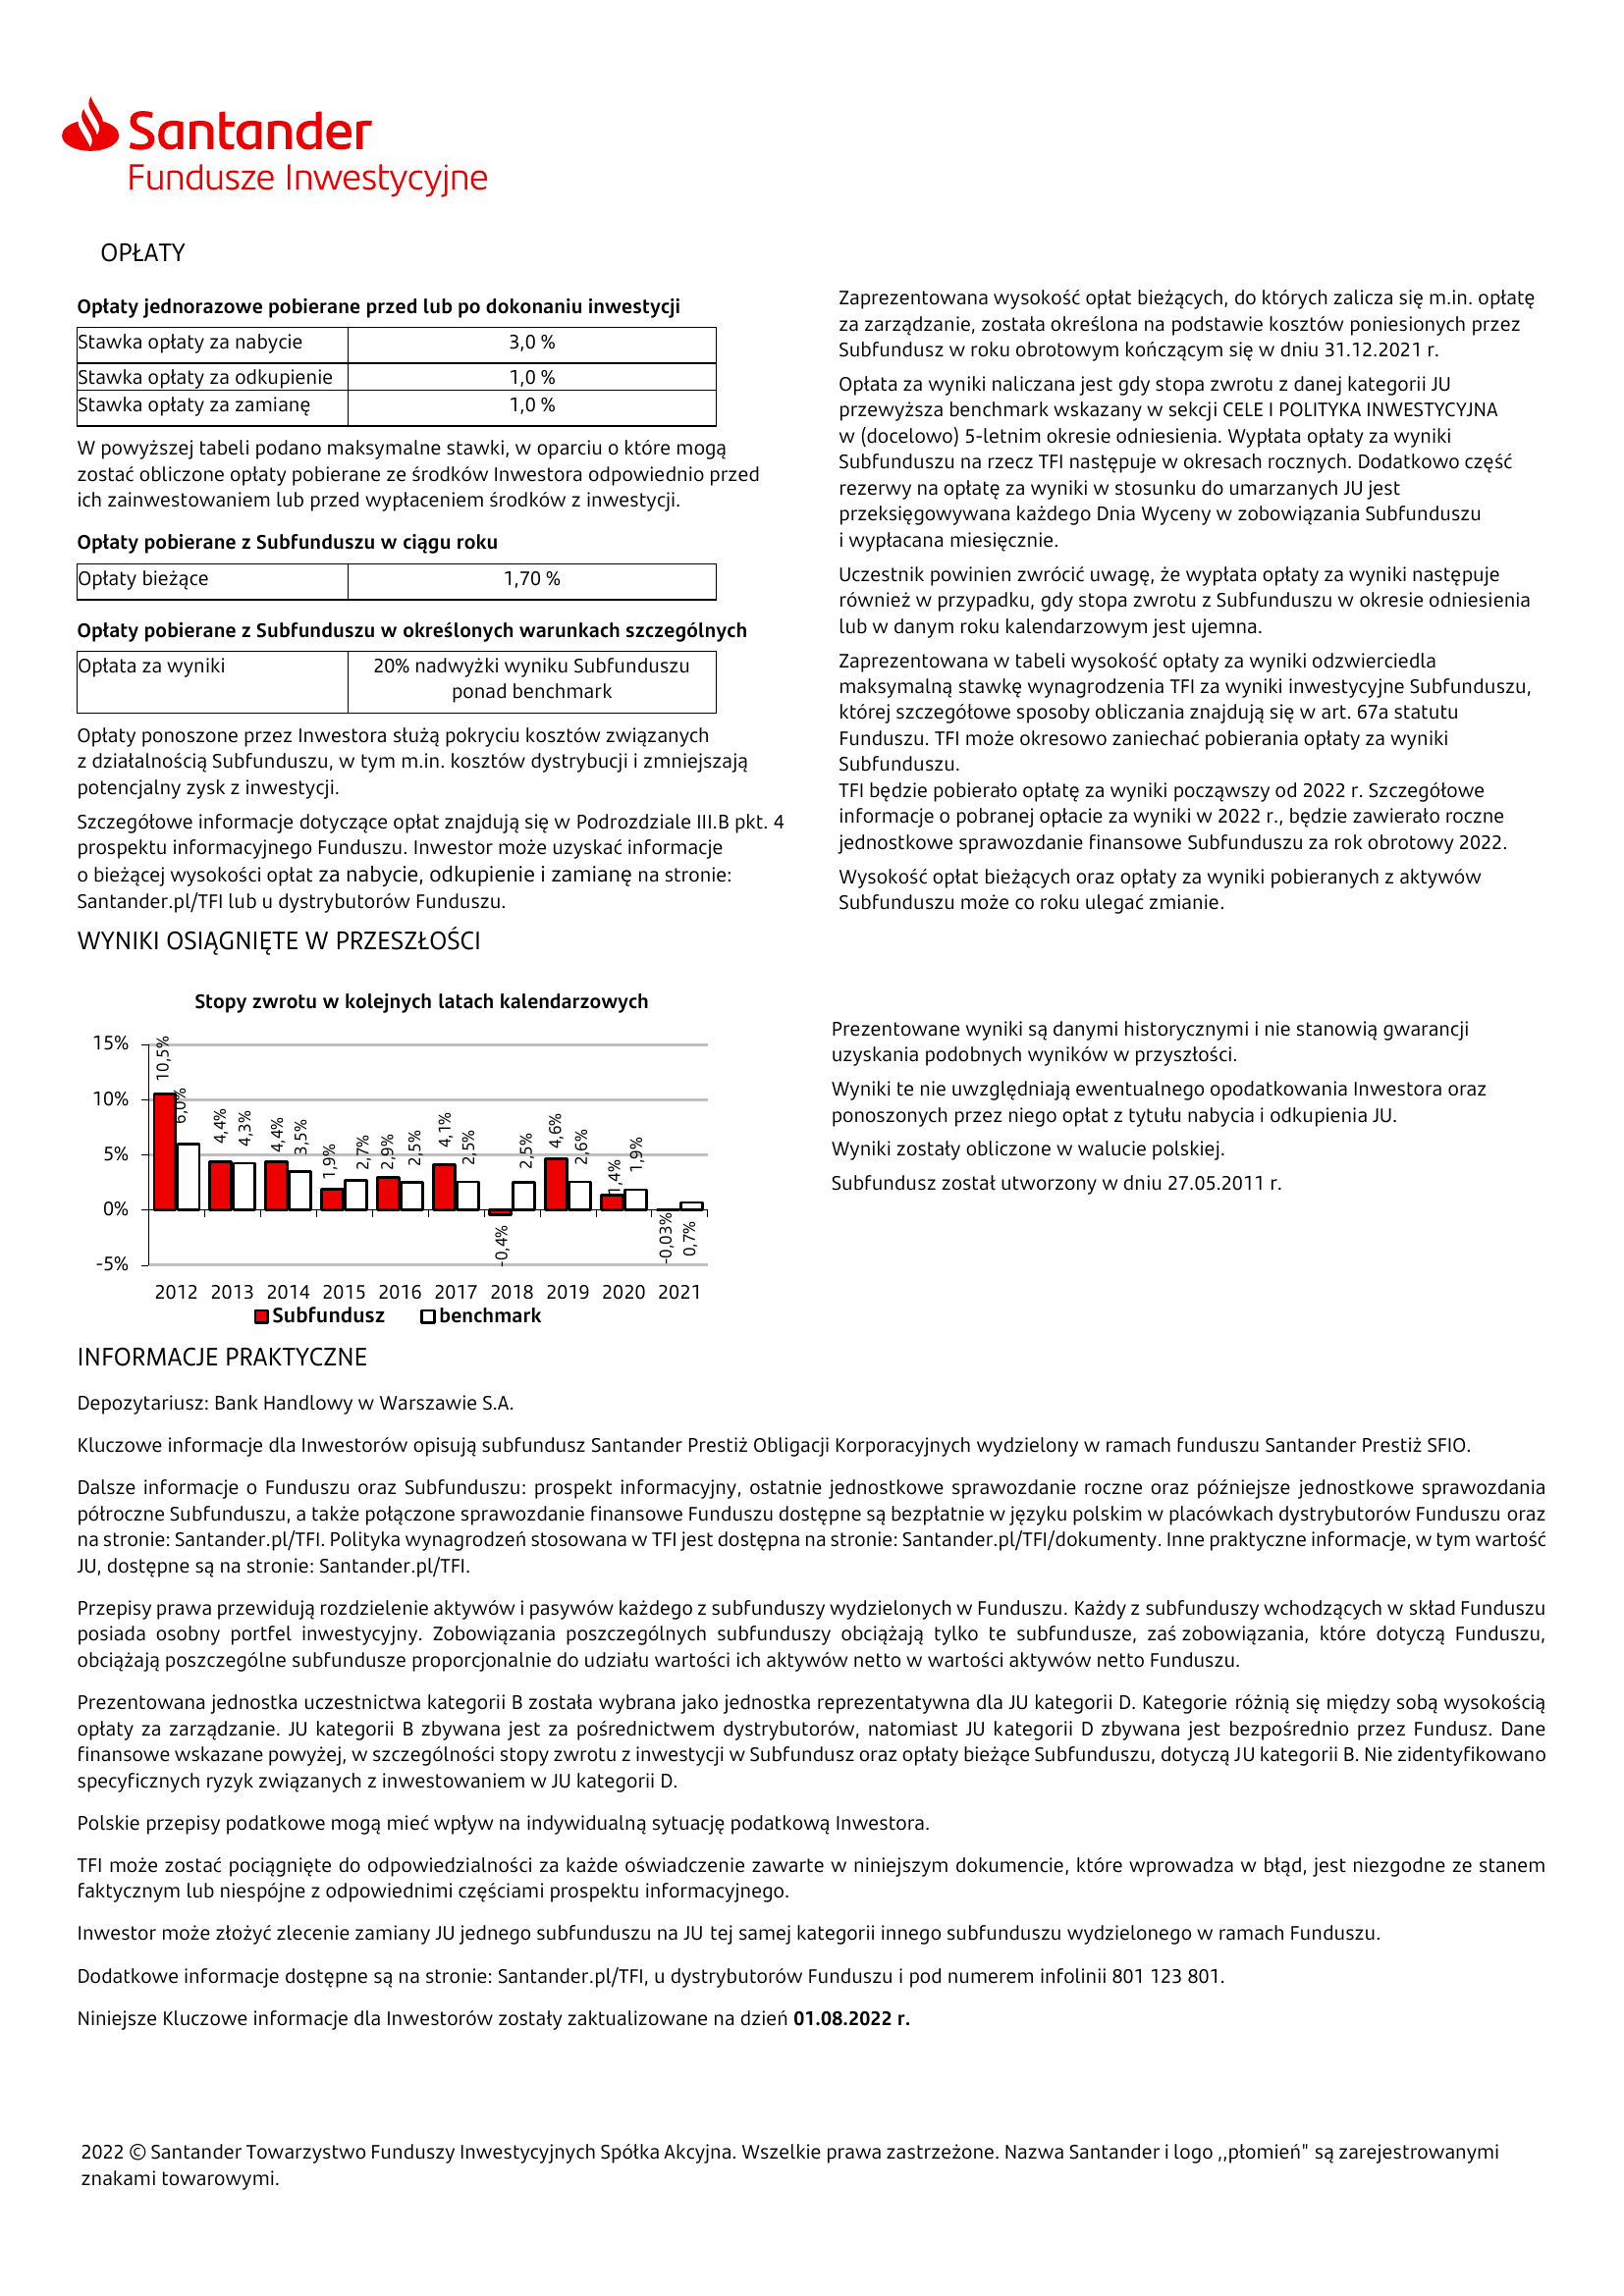 Santander
Fundusze Inwestycyjne
OPŁATY
Opłaty jednorazowe pobierane przed lub po dokonaniu inwestycji
Stawka opłaty za nabycie 3,0 %
Stawka opłaty za odkupienie 1,0 %
Stawka opłaty za zamianę 1,0 %
W powyższej tabeli podano maksymalne stawki, w oparciu o które mogą
zostać obliczone opłaty pobierane ze środków Inwestora odpowiednio przed
ich zainwestowaniem lub przed wypłaceniem środków z inwestycji.
Opłaty pobierane z Subfunduszu w ciągu roku
Opłaty bieżące 1,70 %
Opłaty pobierane z Subfunduszu w określonych warunkach szczególnych
Opłata za wyniki 20% nadwyżki wyniku Subfunduszu
ponad benchmark
Opłaty ponoszone przez Inwestora służą pokryciu kosztów związanych
z działalnością Subfunduszu, w tym m.in. kosztów dystrybucji i zmniejszają
potencjalny zysk z inwestycji.
Szczegółowe informacje dotyczące opłat znajdują się w Podrozdziale III.B pkt. 4
prospektu informacyjnego Funduszu. Inwestor może uzyskać informacje
o bieżącej wysokości opłat za nabycie, odkupienie i zamianę na stronie:
Santander.pl/TFI lub u dystrybutorów Funduszu.
Zaprezentowana wysokość opłat bieżących, do których zalicza się m.in. opłatę
za zarządzanie, została określona na podstawie kosztów poniesionych przez
Subfundusz w roku obrotowym kończącym się w dniu 31.12.2021 r.
Opłata za wyniki naliczana jest gdy stopa zwrotu z danej kategorii JU
przewyższa benchmark wskazany w sekcji CELE I POLITYKA INWESTYCYJNA
w (docelowo) 5-letnim okresie odniesienia. Wypłata opłaty za wyniki
Subfunduszu na rzecz TFI następuje w okresach rocznych. Dodatkowo część
rezerwy na opłatę za wyniki w stosunku do umarzanych JU jest
przeksięgowywana każdego Dnia Wyceny w zobowiązania Subfunduszu
i wypłacana miesięcznie.
Uczestnik powinien zwrócić uwagę, że wypłata opłaty za wyniki następuje
również w przypadku, gdy stopa zwrotu z Subfunduszu w okresie odniesienia
lub w danym roku kalendarzowym jest ujemna.
Zaprezentowana w tabeli wysokość opłaty za wyniki odzwierciedla
maksymalną stawkę wynagrodzenia TFI za wyniki inwestycyjne Subfunduszu,
której szczegółowe sposoby obliczania znajdują się w art. 67a statutu
Funduszu. TFI może okresowo zaniechać pobierania opłaty za wyniki
Subfunduszu.
TFI będzie pobierało opłatę za wyniki począwszy od 2022 r. Szczegółowe
informacje o pobranej opłacie za wyniki w 2022 r., będzie zawierało roczne
jednostkowe sprawozdanie finansowe Subfunduszu za rok obrotowy 2022.
Wysokość opłat bieżących oraz opłaty za wyniki pobieranych z aktywów
Subfunduszu może co roku ulegać zmianie.
WYNIKI OSIĄGNIĘTE W PRZESZŁOŚCI
Stopy zwrotu w kolejnych latach kalendarzowych
15%
10%
5%
0%
-5%
10,5% 6,0% 4,4% 4,3% 4,4% 3,5% 1,9% 2,7% 2,9% 2,5% 4,1% 2,5% -0,4% 2,5% 4,6% 2,6% 1,4% 1,9% -0,03% 0,7%
2012 2013 2014 2015 2016 2017 2018 2019 2020 2021
Subfundusz benchmark
Prezentowane wyniki są danymi historycznymi i nie stanowią gwarancji
uzyskania podobnych wyników w przyszłości.
Wyniki te nie uwzględniają ewentualnego opodatkowania Inwestora oraz
ponoszonych przez niego opłat z tytułu nabycia i odkupienia JU.
Wyniki zostały obliczone w walucie polskiej.
Subfundusz został utworzony w dniu 27.05.2011 r.
INFORMACJE PRAKTYCZNE
Depozytariusz: Bank Handlowy w Warszawie S.A.
Kluczowe informacje dla Inwestorów opisują subfundusz Santander Prestiż Obligacji Korporacyjnych wydzielony w ramach funduszu Santander Prestiż SFIO.
Dalsze informacje o Funduszu oraz Subfunduszu: prospekt informacyjny, ostatnie jednostkowe sprawozdanie roczne oraz późniejsze jednostkowe sprawozdania
półroczne Subfunduszu, a także połączone sprawozdanie finansowe Funduszu dostępne są bezpłatnie w języku polskim w placówkach dystrybutorów Funduszu oraz
na stronie: Santander.pl/TFI. Polityka wynagrodzeń stosowana w TFI jest dostępna na stronie: Santander.pl/TFI/dokumenty. Inne praktyczne informacje, w tym wartość
JU, dostępne są na stronie: Santander.pl/TFI.
Przepisy prawa przewidują rozdzielenie aktywów i pasywów każdego z subfunduszy wydzielonych w Funduszu. Każdy z subfunduszy wchodzących w skład Funduszu
posiada osobny portfel inwestycyjny. Zobowiązania poszczególnych subfunduszy obciążają tylko te subfundusze, zaś zobowiązania, które dotyczą Funduszu,
obciążają poszczególne subfundusze proporcjonalnie do udziału wartości ich aktywów netto w wartości aktywów netto Funduszu.
Prezentowana jednostka uczestnictwa kategorii B została wybrana jako jednostka reprezentatywna dla JU kategorii D. Kategorie różnią się między sobą wysokością
opłaty za zarządzanie. JU kategorii B zbywana jest za pośrednictwem dystrybutorów, natomiast JU kategorii D zbywana jest bezpośrednio przez Fundusz. Dane
finansowe wskazane powyżej, w szczególności stopy zwrotu z inwestycji w Subfundusz oraz opłaty bieżące Subfunduszu, dotyczą JU kategorii B. Nie zidentyfikowano
specyficznych ryzyk związanych z inwestowaniem w JU kategorii D.
Polskie przepisy podatkowe mogą mieć wpływ na indywidualną sytuację podatkową Inwestora.
TFI może zostać pociągnięte do odpowiedzialności za każde oświadczenie zawarte w niniejszym dokumencie, które wprowadza w błąd, jest niezgodne ze stanem
faktycznym lub niespójne z odpowiednimi częściami prospektu informacyjnego.
Inwestor może złożyć zlecenie zamiany JU jednego subfunduszu na JU tej samej kategorii innego subfunduszu wydzielonego w ramach Funduszu.
Dodatkowe informacje dostępne są na stronie: Santander.pl/TFI, u dystrybutorów Funduszu i pod numerem infolinii 801 123 801.
Niniejsze Kluczowe informacje dla Inwestorów zostały zaktualizowane na dzień 01.08.2022 r.
2022 © Santander Towarzystwo Funduszy Inwestycyjnych Spółka Akcyjna. Wszelkie prawa zastrzeżone. Nazwa Santander i logo ,,płomień" są zarejestrowanymi
znakami towarowymi.